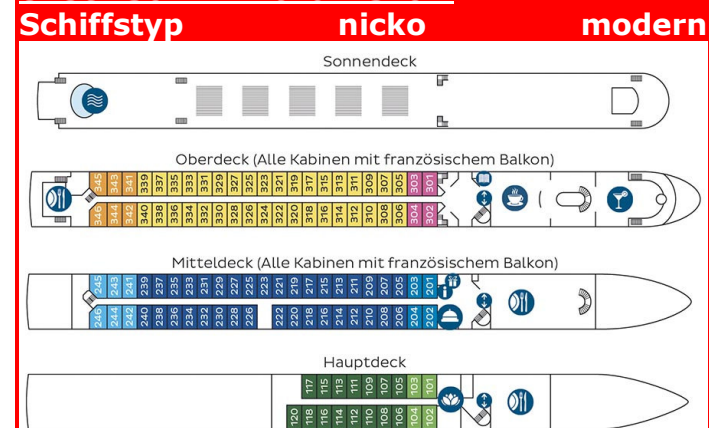 Schiffstyp nicko modern
Sonnendeck
Oberdeck (Alle Kabinen mit französischem Balkon)
345 343 341 339 337 335 333 331 329 327 325 323 321 319 317 315 313 311 309 307 305 303 301
346 344 342 340 338 336 334 332 330 328 326 324 322 320 318 316 314 312 310 308 306 304 302
Mitteldeck (Alle Kabinen mit französischem Balkon)
245 243 241 239 237 235 233 231 229 227 225 223 221 219 217 215 213 211 209 207 205 203 201
246 244 242 240 238 236 234 232 230 228 226 222 220 218 216 214 212 210 208 206 204 202
Hauptdeck
117 115 113 111 109 107 105 103 101
120 118 116 114 112 110 108 106 104 102